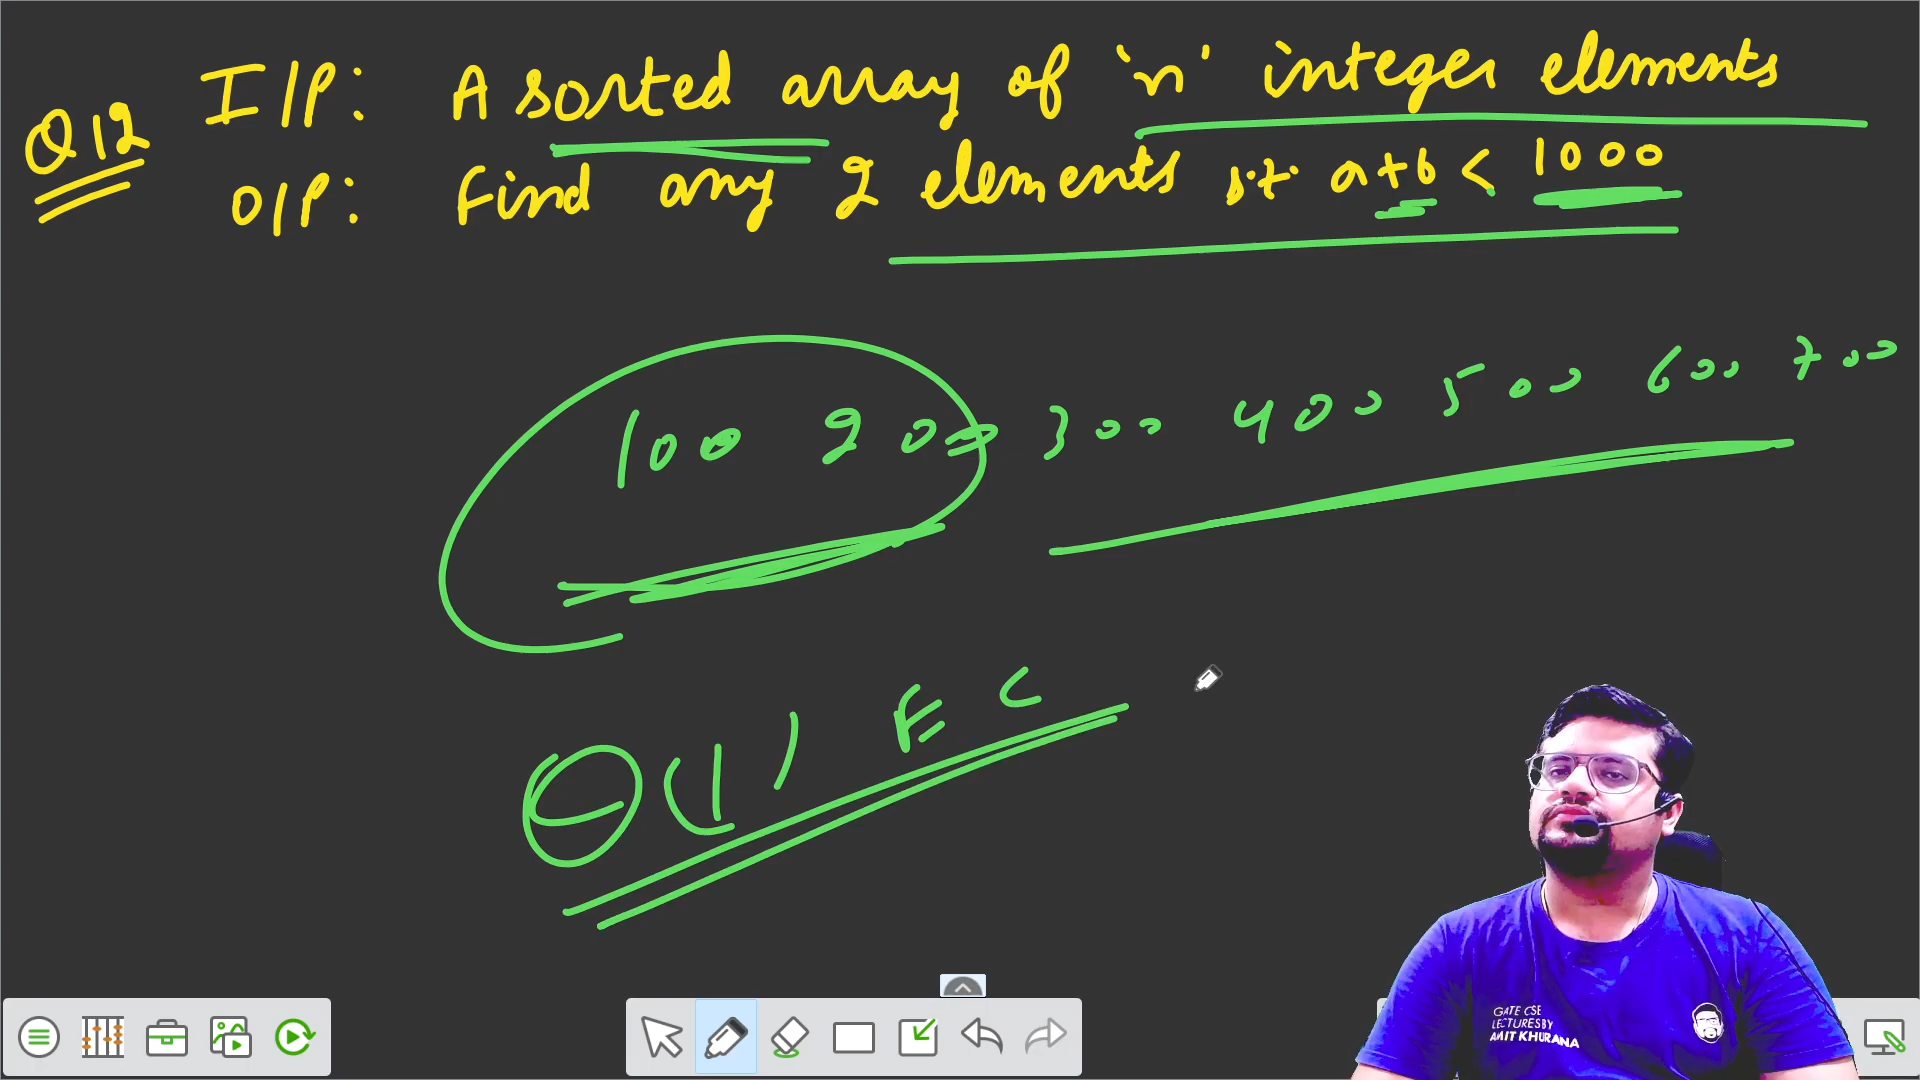 Q12 I/P: A sorted array of 'n' integer elements
O/P: Find any 2 elements s.t. a+b < 1000
100 200 300 400 500 600 700
Θ(1) EC
GATE CSE
LECTURES BY
AMIT KHURANA